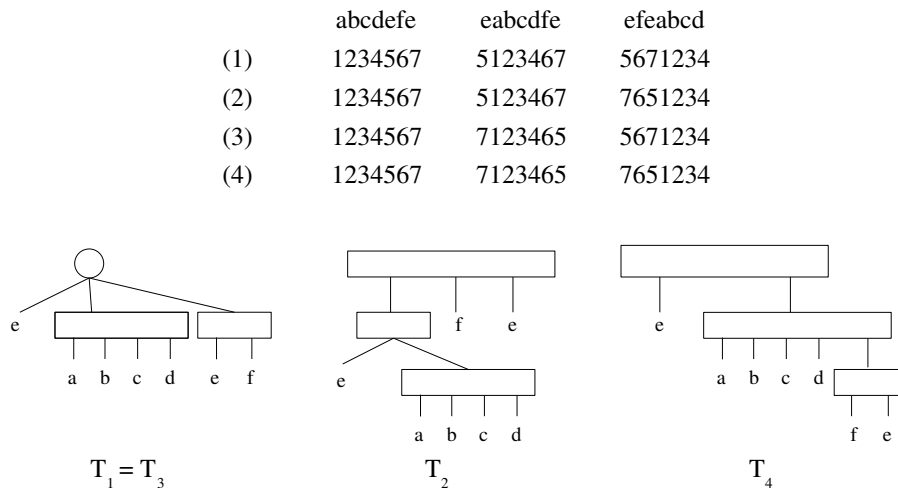 abcdefe eabcdfe efeabcd
(1) 1234567 5123467 5671234
(2) 1234567 5123467 7651234
(3) 1234567 7123465 5671234
(4) 1234567 7123465 7651234
e f e e
a b c d e f e a b c d f e
a b c d
T₁ = T₃ T₂ T₄